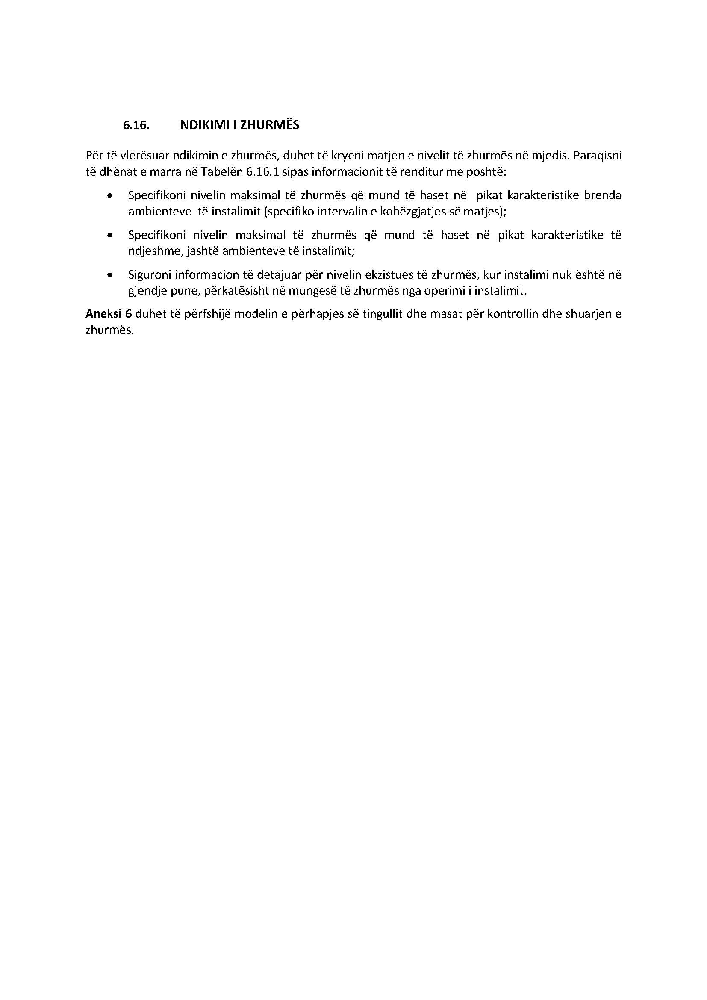 6.16. NDIKIMI I ZHURMËS
Për të vlerësuar ndikimin e zhurmës, duhet të kryeni matjen e nivelit të zhurmës në mjedis. Paraqisni
të dhënat e marra në Tabelën 6.16.1 sipas informacionit të renditur me poshtë:
• Specifikoni nivelin maksimal të zhurmës që mund të haset në pikat karakteristike brenda
ambienteve të instalimit (specifiko intervalin e kohëzgjatjes së matjes);
• Specifikoni nivelin maksimal të zhurmës që mund të haset në pikat karakteristike të
ndjeshme, jashtë ambienteve të instalimit;
• Siguroni informacion të detajuar për nivelin ekzistues të zhurmës, kur instalimi nuk është në
gjendje pune, përkatësisht në mungesë të zhurmës nga operimi i instalimit.
Aneksi 6 duhet të përfshijë modelin e përhapjes së tingullit dhe masat për kontrollin dhe shuarjen e
zhurmës.